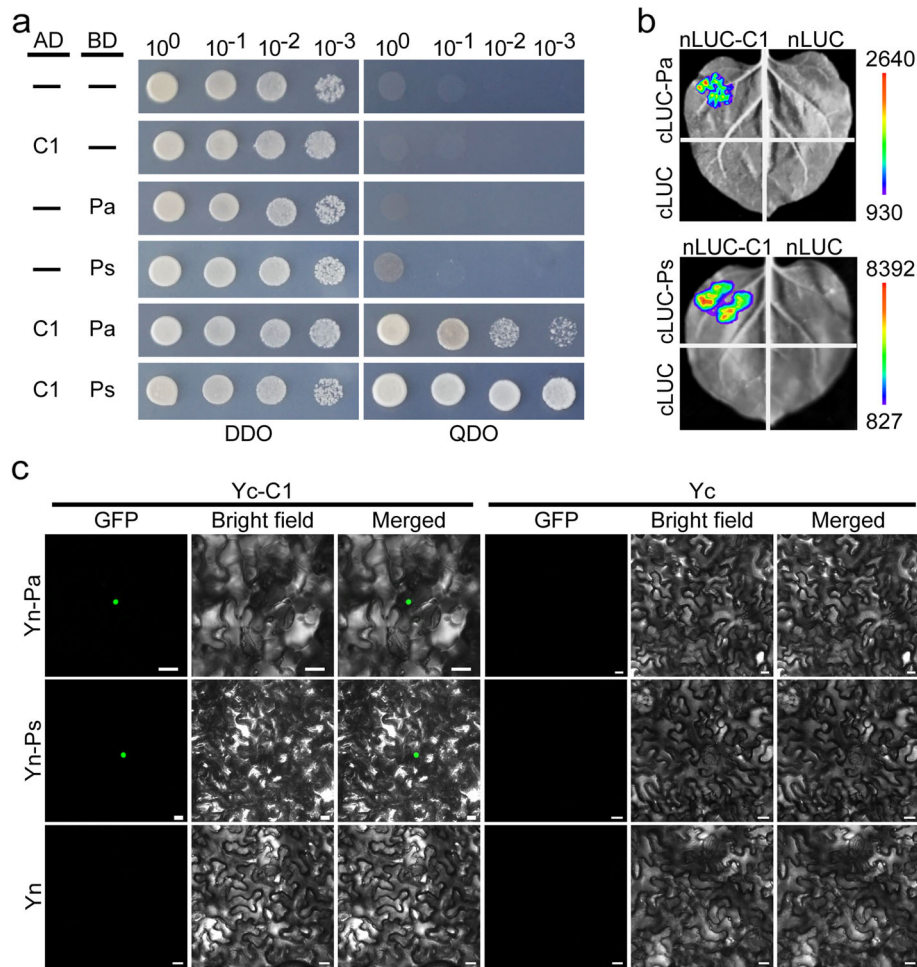 a
AD BD 10⁰ 10⁻¹ 10⁻² 10⁻³ 10⁰ 10⁻¹ 10⁻² 10⁻³
— —
C1 —
— Pa
— Ps
C1 Pa
C1 Ps
DDO QDO
b
nLUC-C1 nLUC
cLUC-Pa
cLUC
2640
930
nLUC-C1 nLUC
cLUC-Ps
cLUC
8392
827
c
Yc-C1 Yc
GFP Bright field Merged GFP Bright field Merged
Yn-Pa
Yn-Ps
Yn